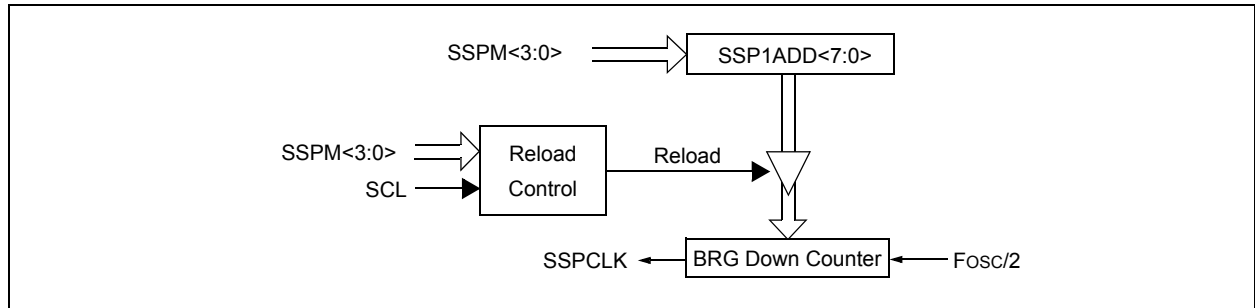 SSPM<3:0>
SSP1ADD<7:0>
SSPM<3:0>
SCL
Reload
Control
Reload
SSPCLK
BRG Down Counter
FOSC/2